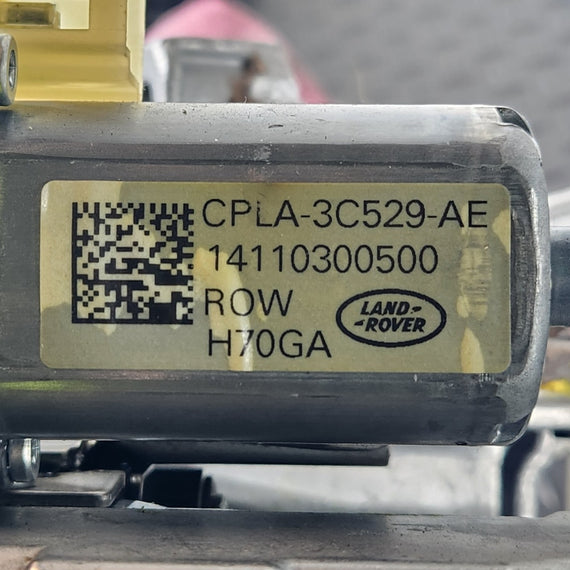 CPLA-3C529-AE
14110300500
ROW
H70GA
LAND-
-ROVER